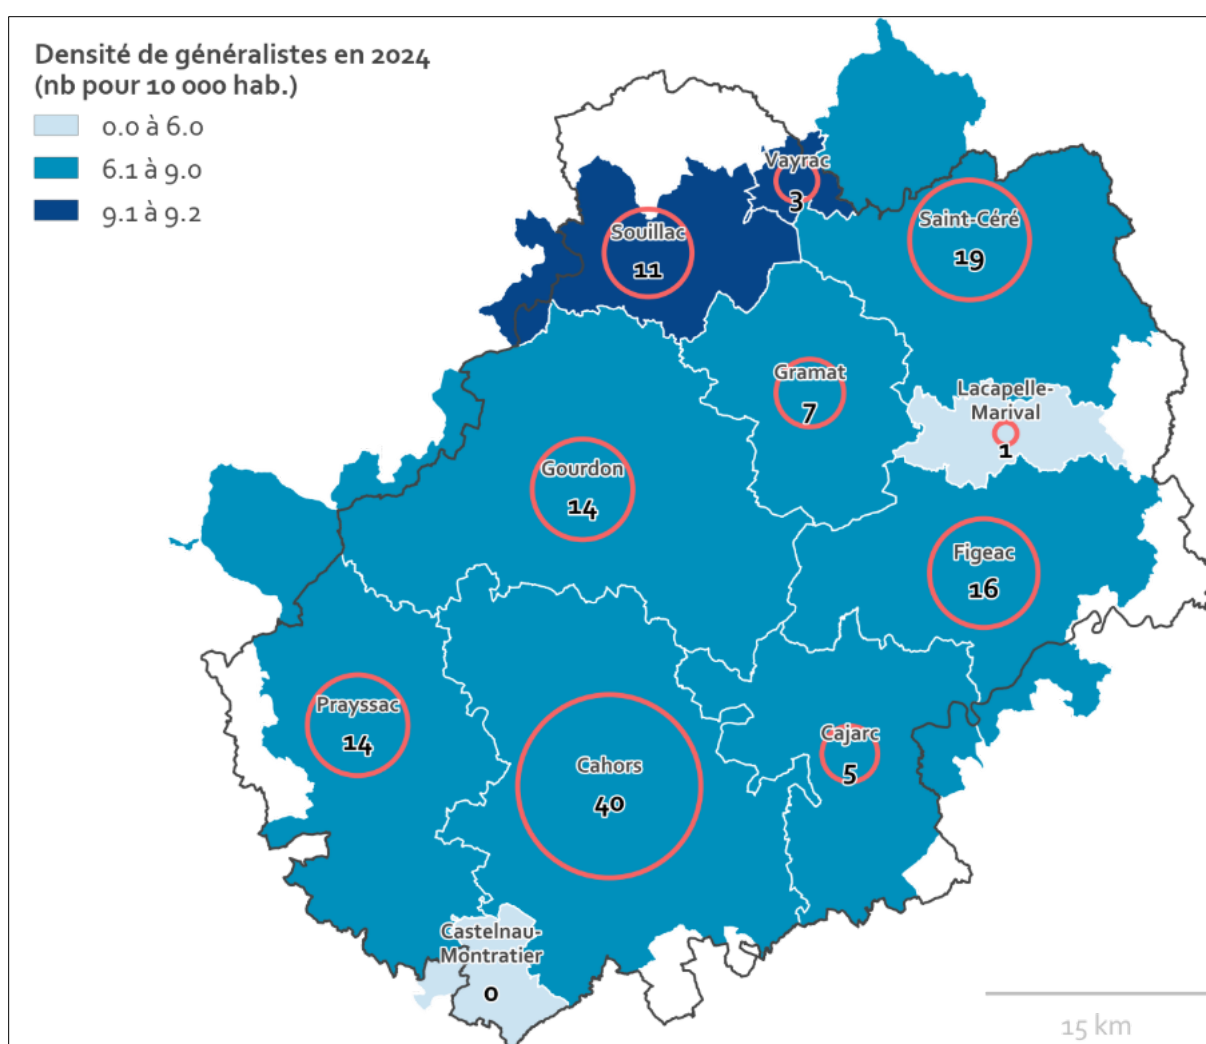 Densité de généralistes en 2024
(nb pour 10 000 hab.)
0.0 à 6.0
6.1 à 9.0
9.1 à 9.2
Vayrac
3
Souillac
11
Saint-Céré
19
Gramat
7
Lacapelle-
Marival
1
Gourdon
14
Figeac
16
Prayssac
14
Cahors
40
Cajarc
5
Castelnau-
Montratier
0
15 km